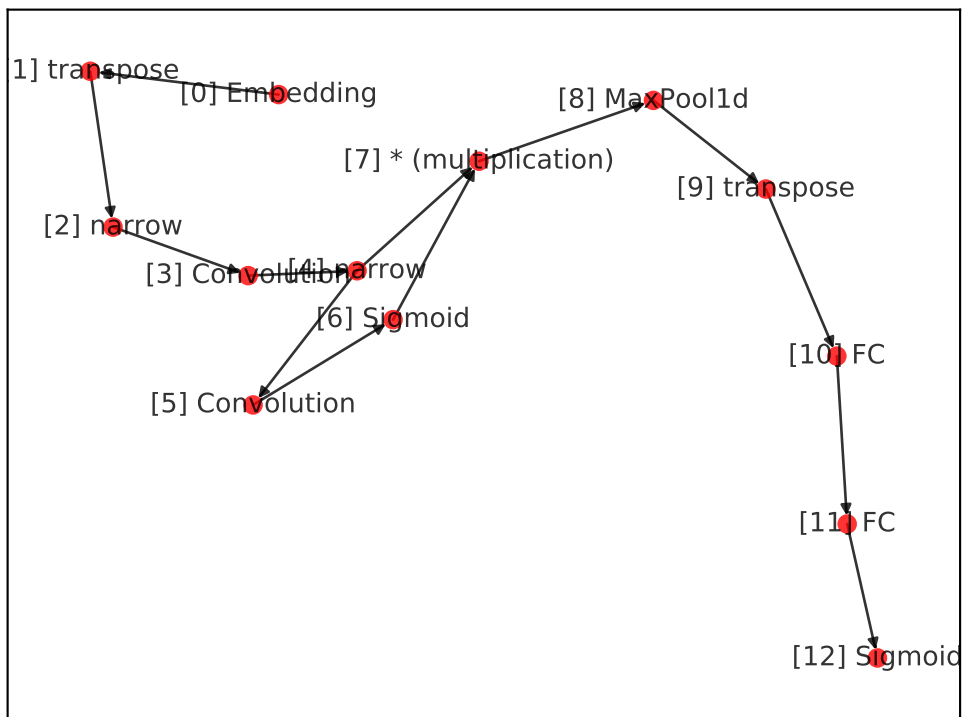 1] transpose
[0] Embedding
[8] MaxPool1d
[7] * (multiplication)
[9] transpose
[2] narrow
[3] Convolution
[4] narrow
[6] Sigmoid
[10] FC
[5] Convolution
[11] FC
[12] Sigmoid